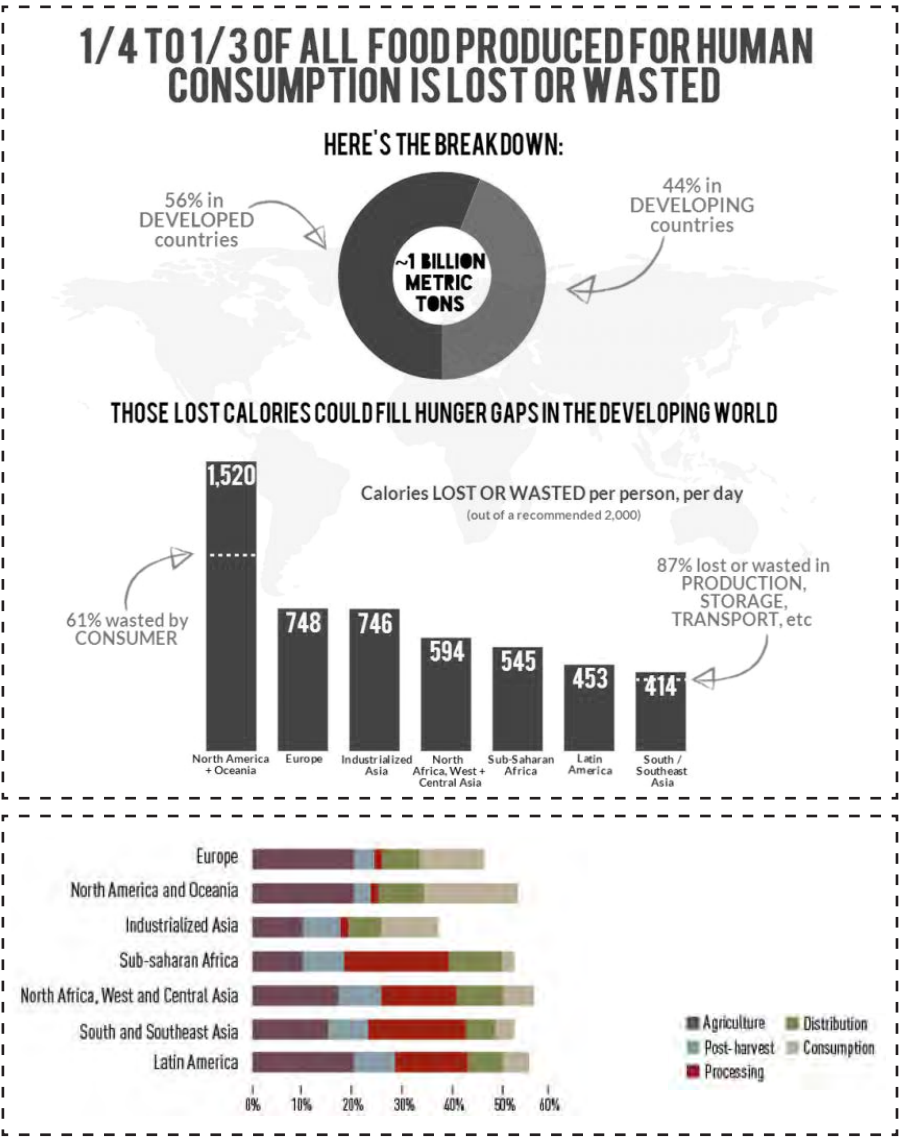 1/4 TO 1/3 OF ALL FOOD PRODUCED FOR HUMAN
CONSUMPTION IS LOST OR WASTED
HERE'S THE BREAKDOWN:
56% in
DEVELOPED
countries
44% in
DEVELOPING
countries
~1 BILLION
METRIC
TONS
THOSE LOST CALORIES COULD FILL HUNGER GAPS IN THE DEVELOPING WORLD
Calories LOST OR WASTED per person, per day
(out of a recommended 2,000)
1,520
61% wasted by
CONSUMER
87% lost or wasted in
PRODUCTION,
STORAGE,
TRANSPORT, etc
748
746
594
545
453
414
North America
+ Oceania
Europe
Industrialized
Asia
North
Africa, West +
Central Asia
Sub-Saharan
Africa
Latin
America
South /
Southeast
Asia
Europe
North America and Oceania
Industrialized Asia
Sub-saharan Africa
North Africa, West and Central Asia
South and Southeast Asia
Latin America
0% 10% 20% 30% 40% 50% 60%
Agriculture
Post-harvest
Processing
Distribution
Consumption